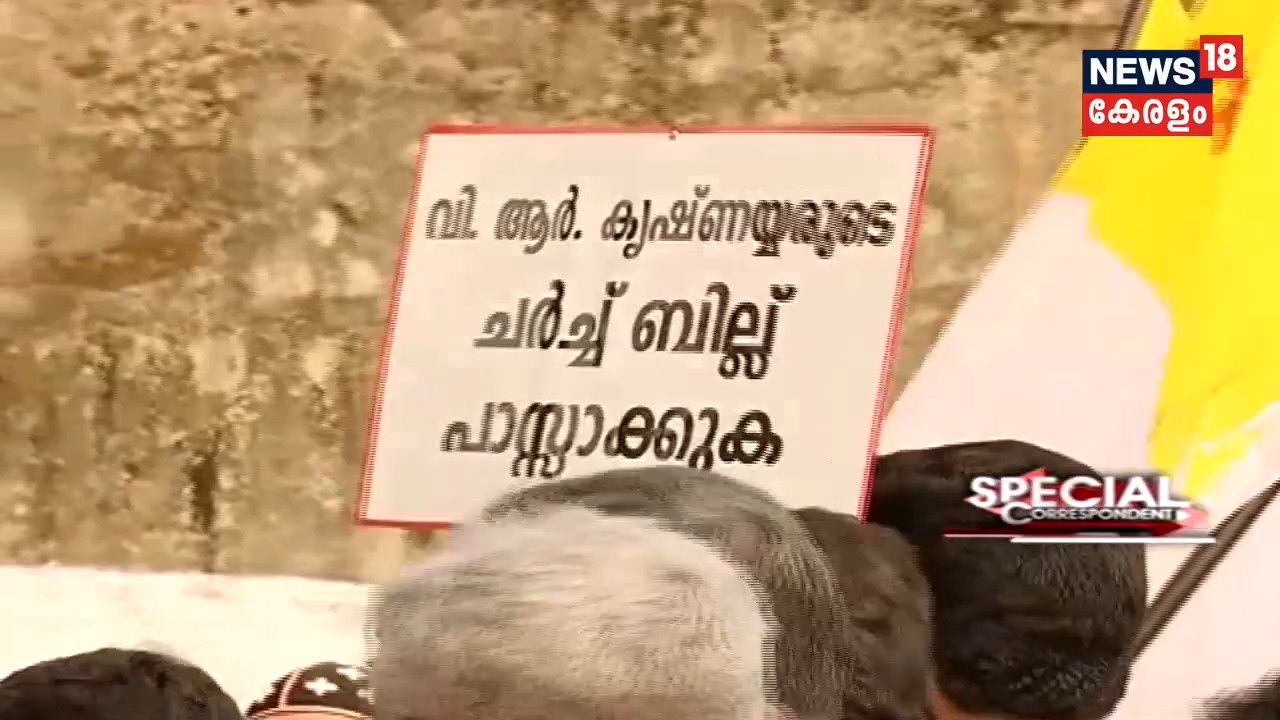 NEWS 18
കേരളം
വി. ആർ. കൃഷ്ണയ്യരുടെ
ചർച്ച് ബില്ല്
പാസ്സാക്കുക
SPECIAL
CORRESPONDENT